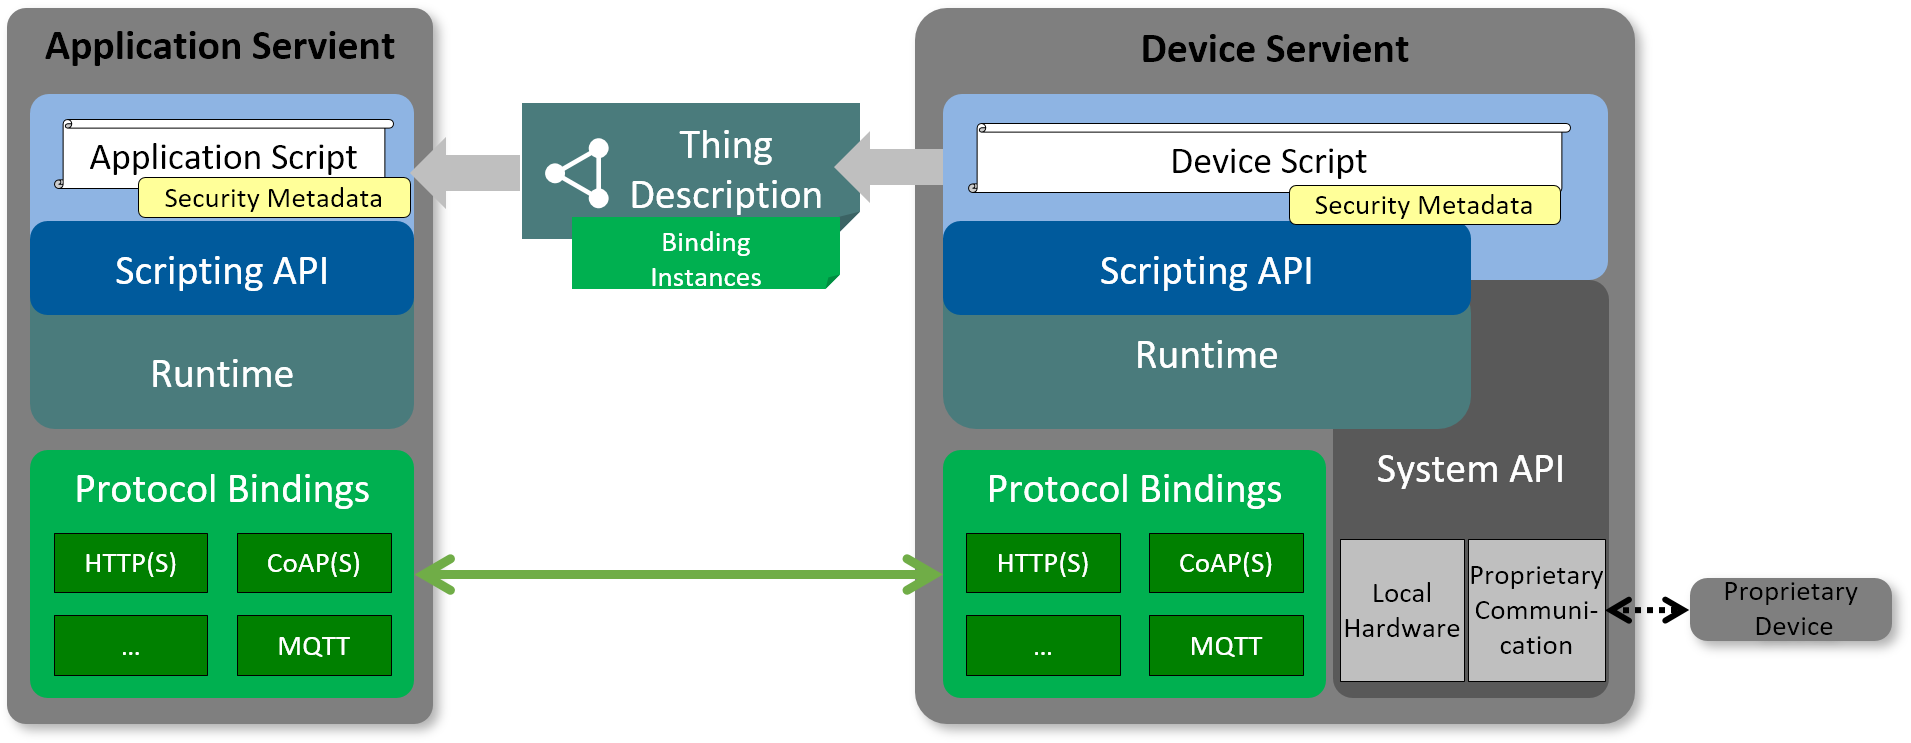 Application Servient
Application Script
Security Metadata
Scripting API
Runtime
Protocol Bindings
HTTP(S)
CoAP(S)
...
MQTT
Thing
Description
Binding
Instances
Device Servient
Device Script
Security Metadata
Scripting API
Runtime
Protocol Bindings
HTTP(S)
CoAP(S)
...
MQTT
System API
Local
Hardware
Proprietary
Communi-
cation
Proprietary
Device